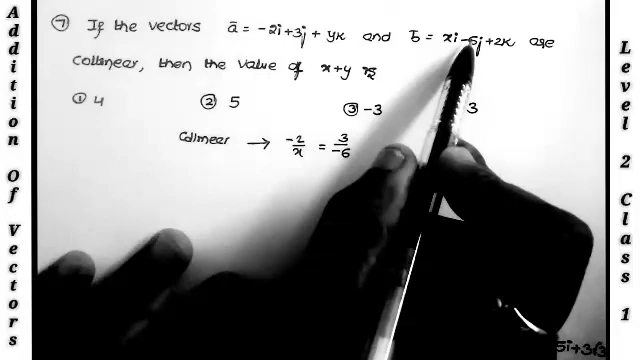 Addition Of Vectors
⑦ If the vectors ā = -2i+3j + yk and b̄ = xi-6j+2k are
Collinear, then the value of x+y is
① 4 ② 5 ③ -3 3
Collinear → -2/x = 3/-6
Level 2 Class 1